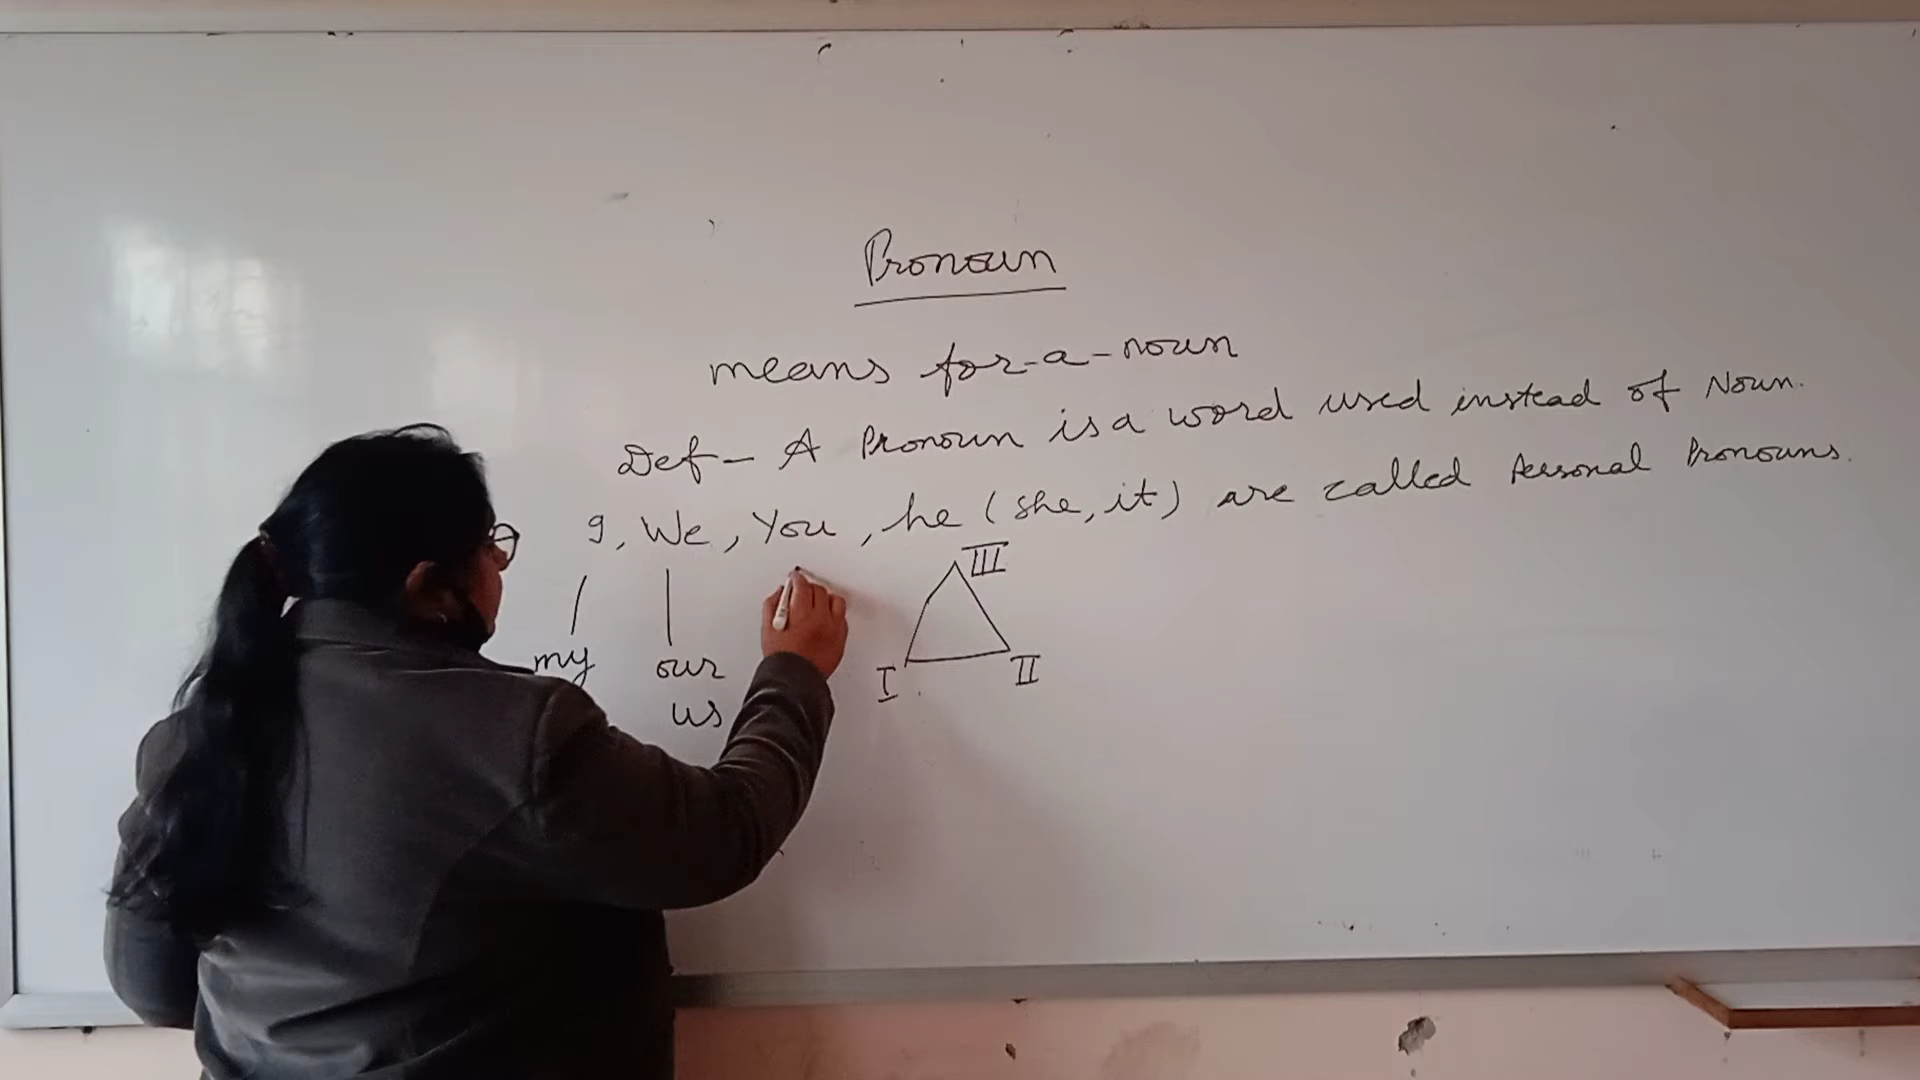 Pronoun
means for-a-noun
Def- A Pronoun is a word used instead of Noun.
I, We, You, he (she, it) are called Personal Pronouns.
III
my our I II
us